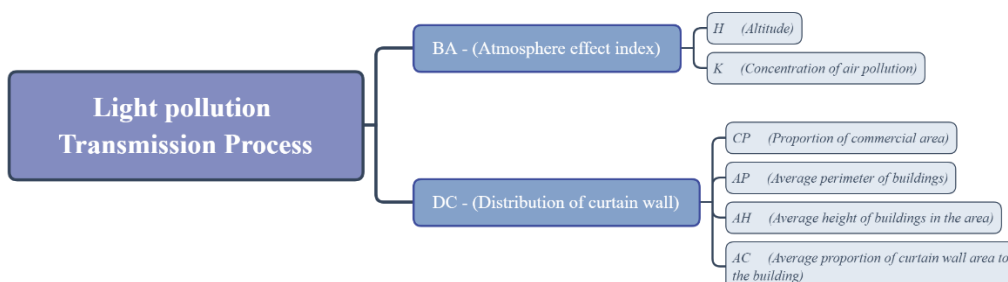 Light pollution
Transmission Process
BA - (Atmosphere effect index)
H (Altitude)
K (Concentration of air pollution)
DC - (Distribution of curtain wall)
CP (Proportion of commercial area)
AP (Average perimeter of buildings)
AH (Average height of buildings in the area)
AC (Average proportion of curtain wall area to
the building)